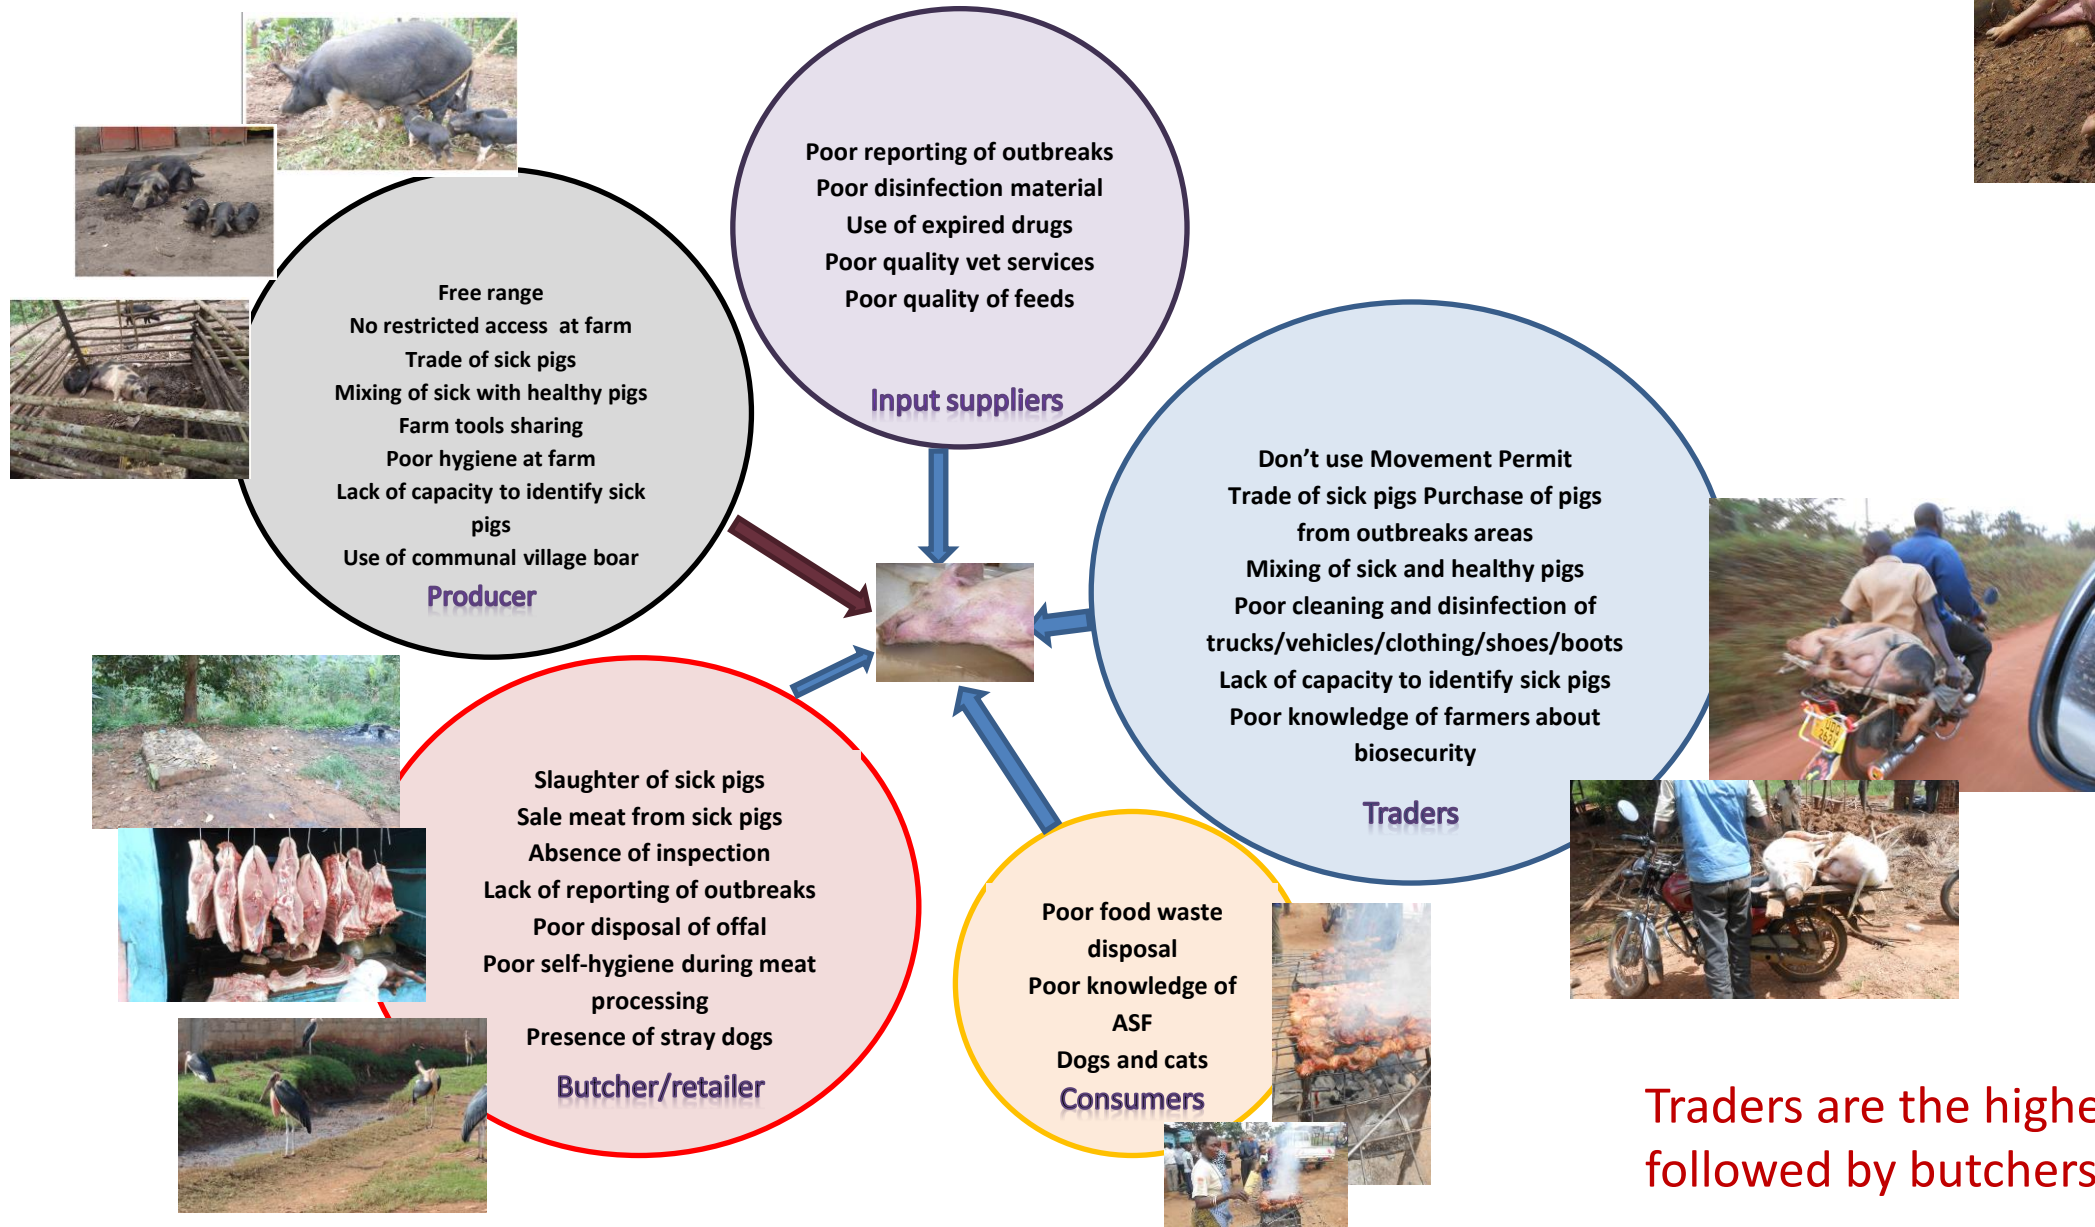 Poor reporting of outbreaks
Poor disinfection material
Use of expired drugs
Poor quality vet services
Poor quality of feeds
Input suppliers
Free range
No restricted access at farm
Trade of sick pigs
Mixing of sick with healthy pigs
Farm tools sharing
Poor hygiene at farm
Lack of capacity to identify sick
pigs
Use of communal village boar
Producer
Don’t use Movement Permit
Trade of sick pigs Purchase of pigs
from outbreaks areas
Mixing of sick and healthy pigs
Poor cleaning and disinfection of
trucks/vehicles/clothing/shoes/boots
Lack of capacity to identify sick pigs
Poor knowledge of farmers about
biosecurity
Traders
Slaughter of sick pigs
Sale meat from sick pigs
Absence of inspection
Lack of reporting of outbreaks
Poor disposal of offal
Poor self-hygiene during meat
processing
Presence of stray dogs
Butcher/retailer
Poor food waste
disposal
Poor knowledge of
ASF
Dogs and cats
Consumers
Traders are the highe
followed by butchers